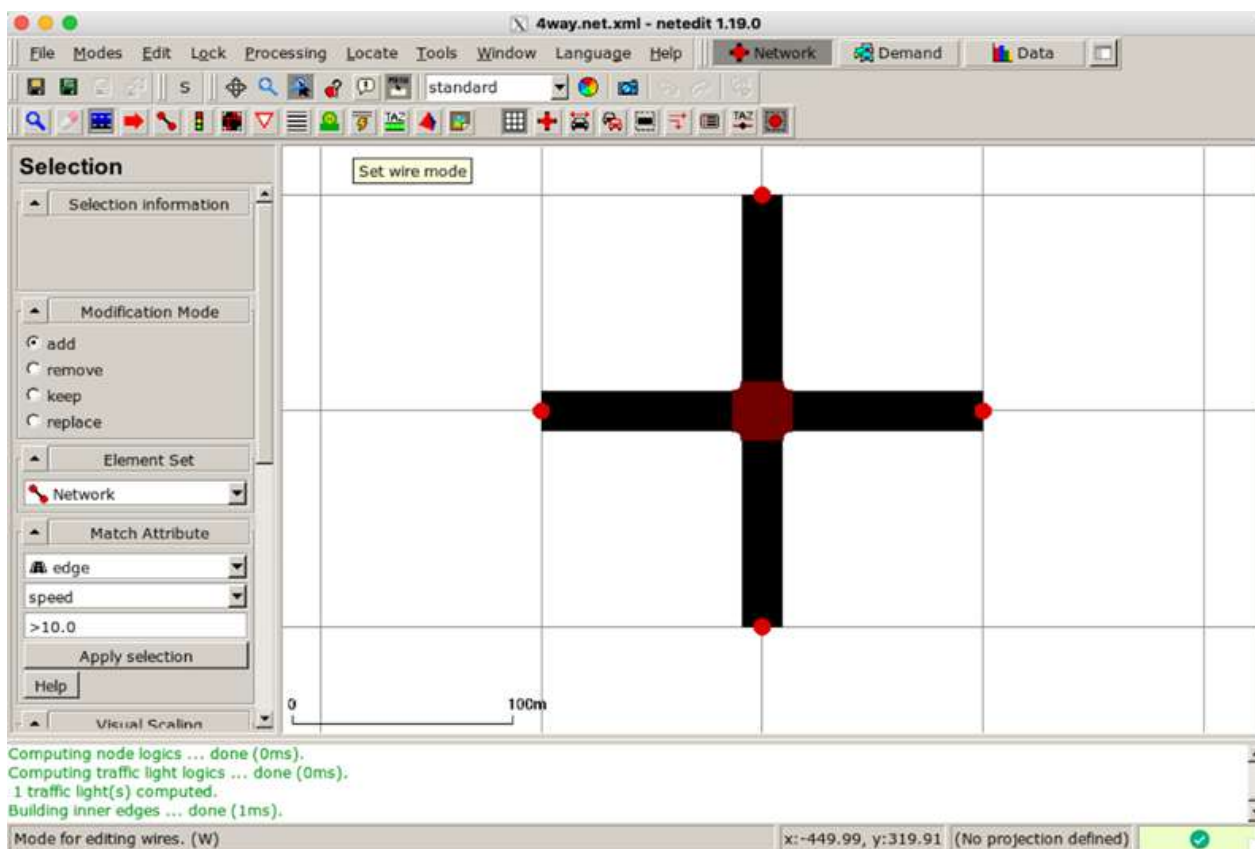 4way.net.xml - netedit 1.19.0
File Modes Edit Lock Processing Locate Tools Window Language Help Network Demand Data
S standard
TAZ TAZ
Selection
Set wire mode
Selection information
Modification Mode
add
remove
keep
replace
Element Set
Network
Match Attribute
edge
speed
>10.0
Apply selection
Help
0 100m
Visual Scaling
Computing node logics ... done (0ms).
Computing traffic light logics ... done (0ms).
1 traffic light(s) computed.
Building inner edges ... done (1ms).
Mode for editing wires. (W) x:-449.99, y:319.91 (No projection defined)